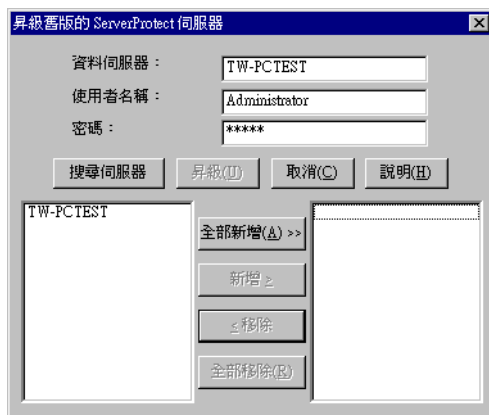 昇級舊版的 ServerProtect 伺服器
資料伺服器：
TW-PCTEST
使用者名稱：
Administrator
密碼：
*****
搜尋伺服器
昇級(U)
取消(C)
說明(H)
TW-PCTEST
全部新增(A) >>
新增 >
< 移除
全部移除(R)